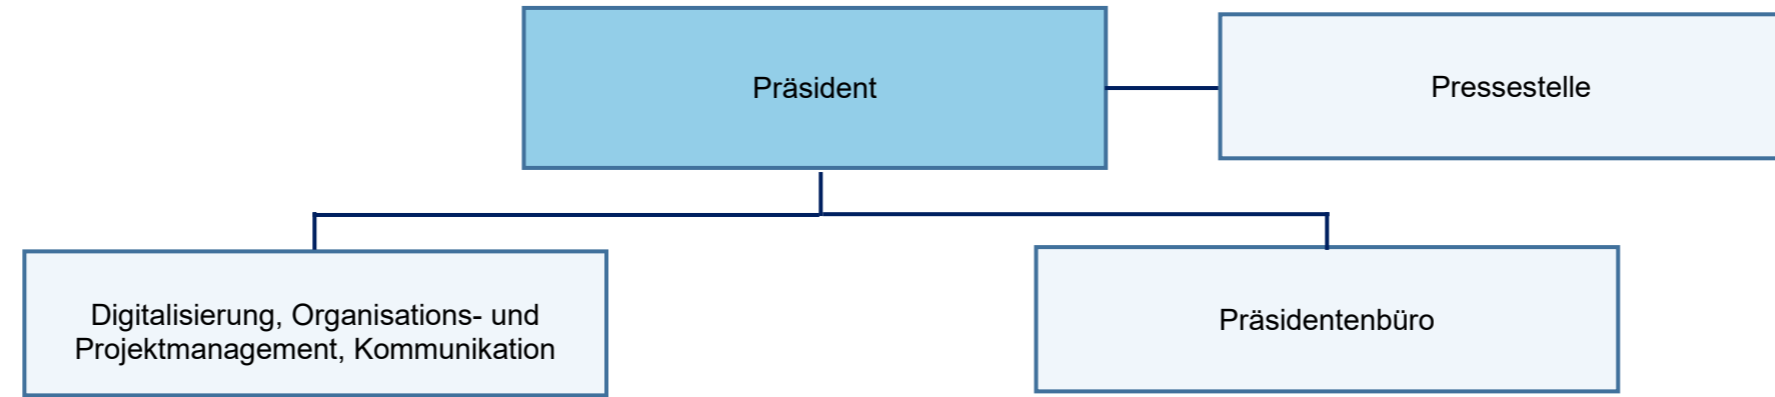 Präsident
Pressestelle
Digitalisierung, Organisations- und
Projektmanagement, Kommunikation
Präsidentenbüro